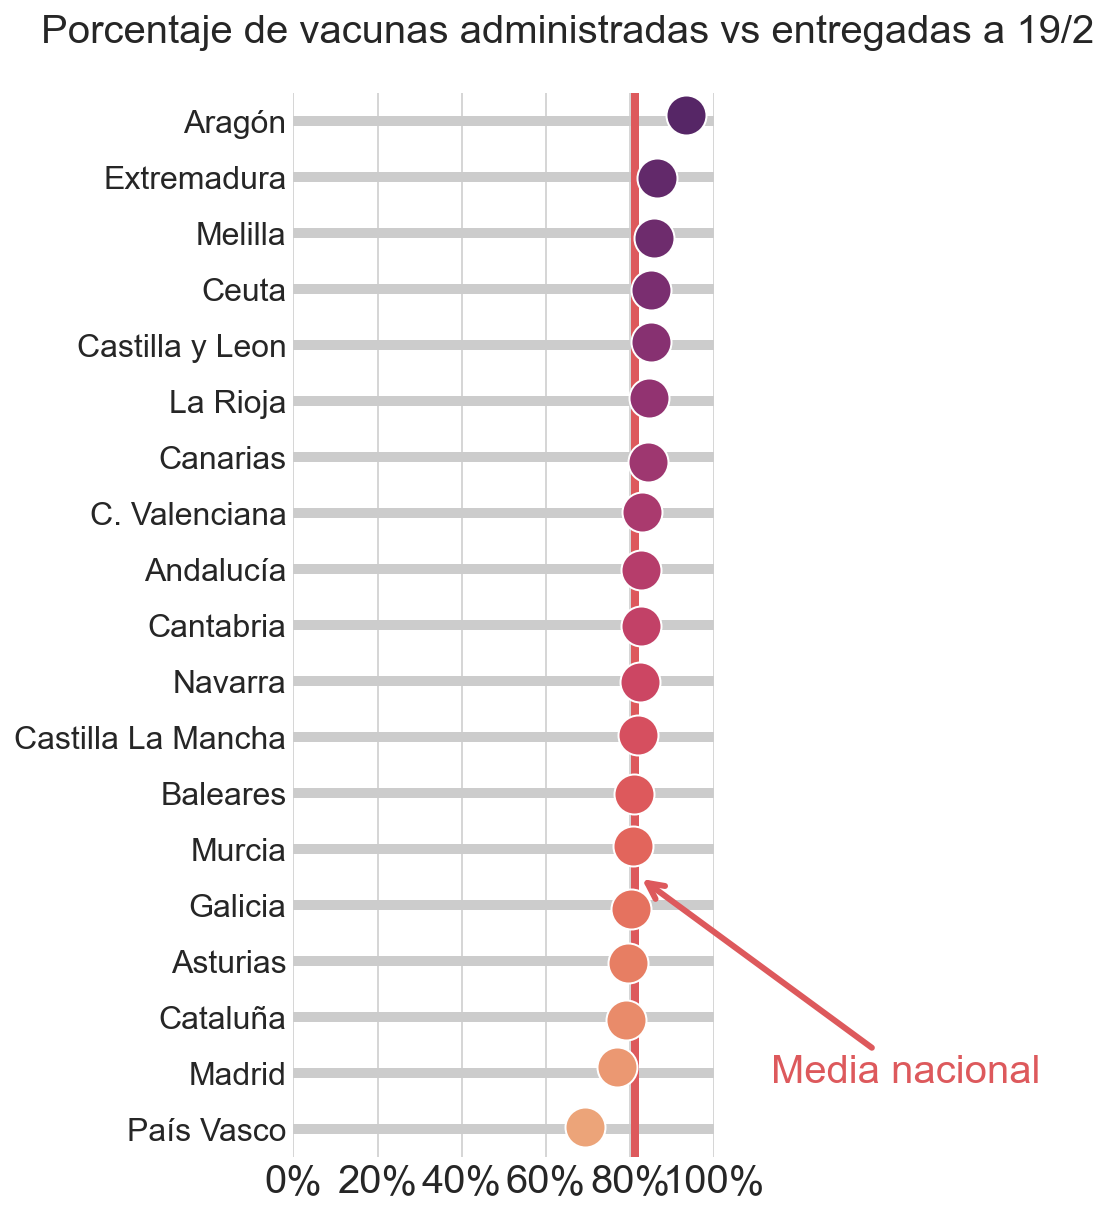 Porcentaje de vacunas administradas vs entregadas a 19/2
Aragón
Extremadura
Melilla
Ceuta
Castilla y Leon
La Rioja
Canarias
C. Valenciana
Andalucía
Cantabria
Navarra
Castilla La Mancha
Baleares
Murcia
Galicia
Asturias
Cataluña
Madrid
País Vasco
Media nacional
0% 20% 40% 60% 80% 100%